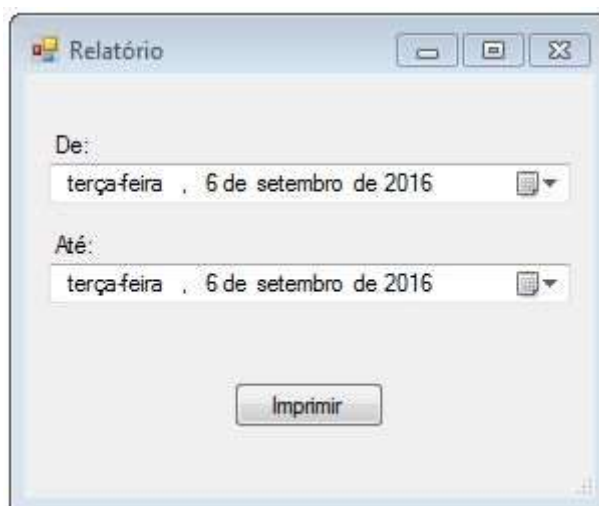 Relatório
De:
terça-feira , 6 de setembro de 2016
Até:
terça-feira , 6 de setembro de 2016
Imprimir